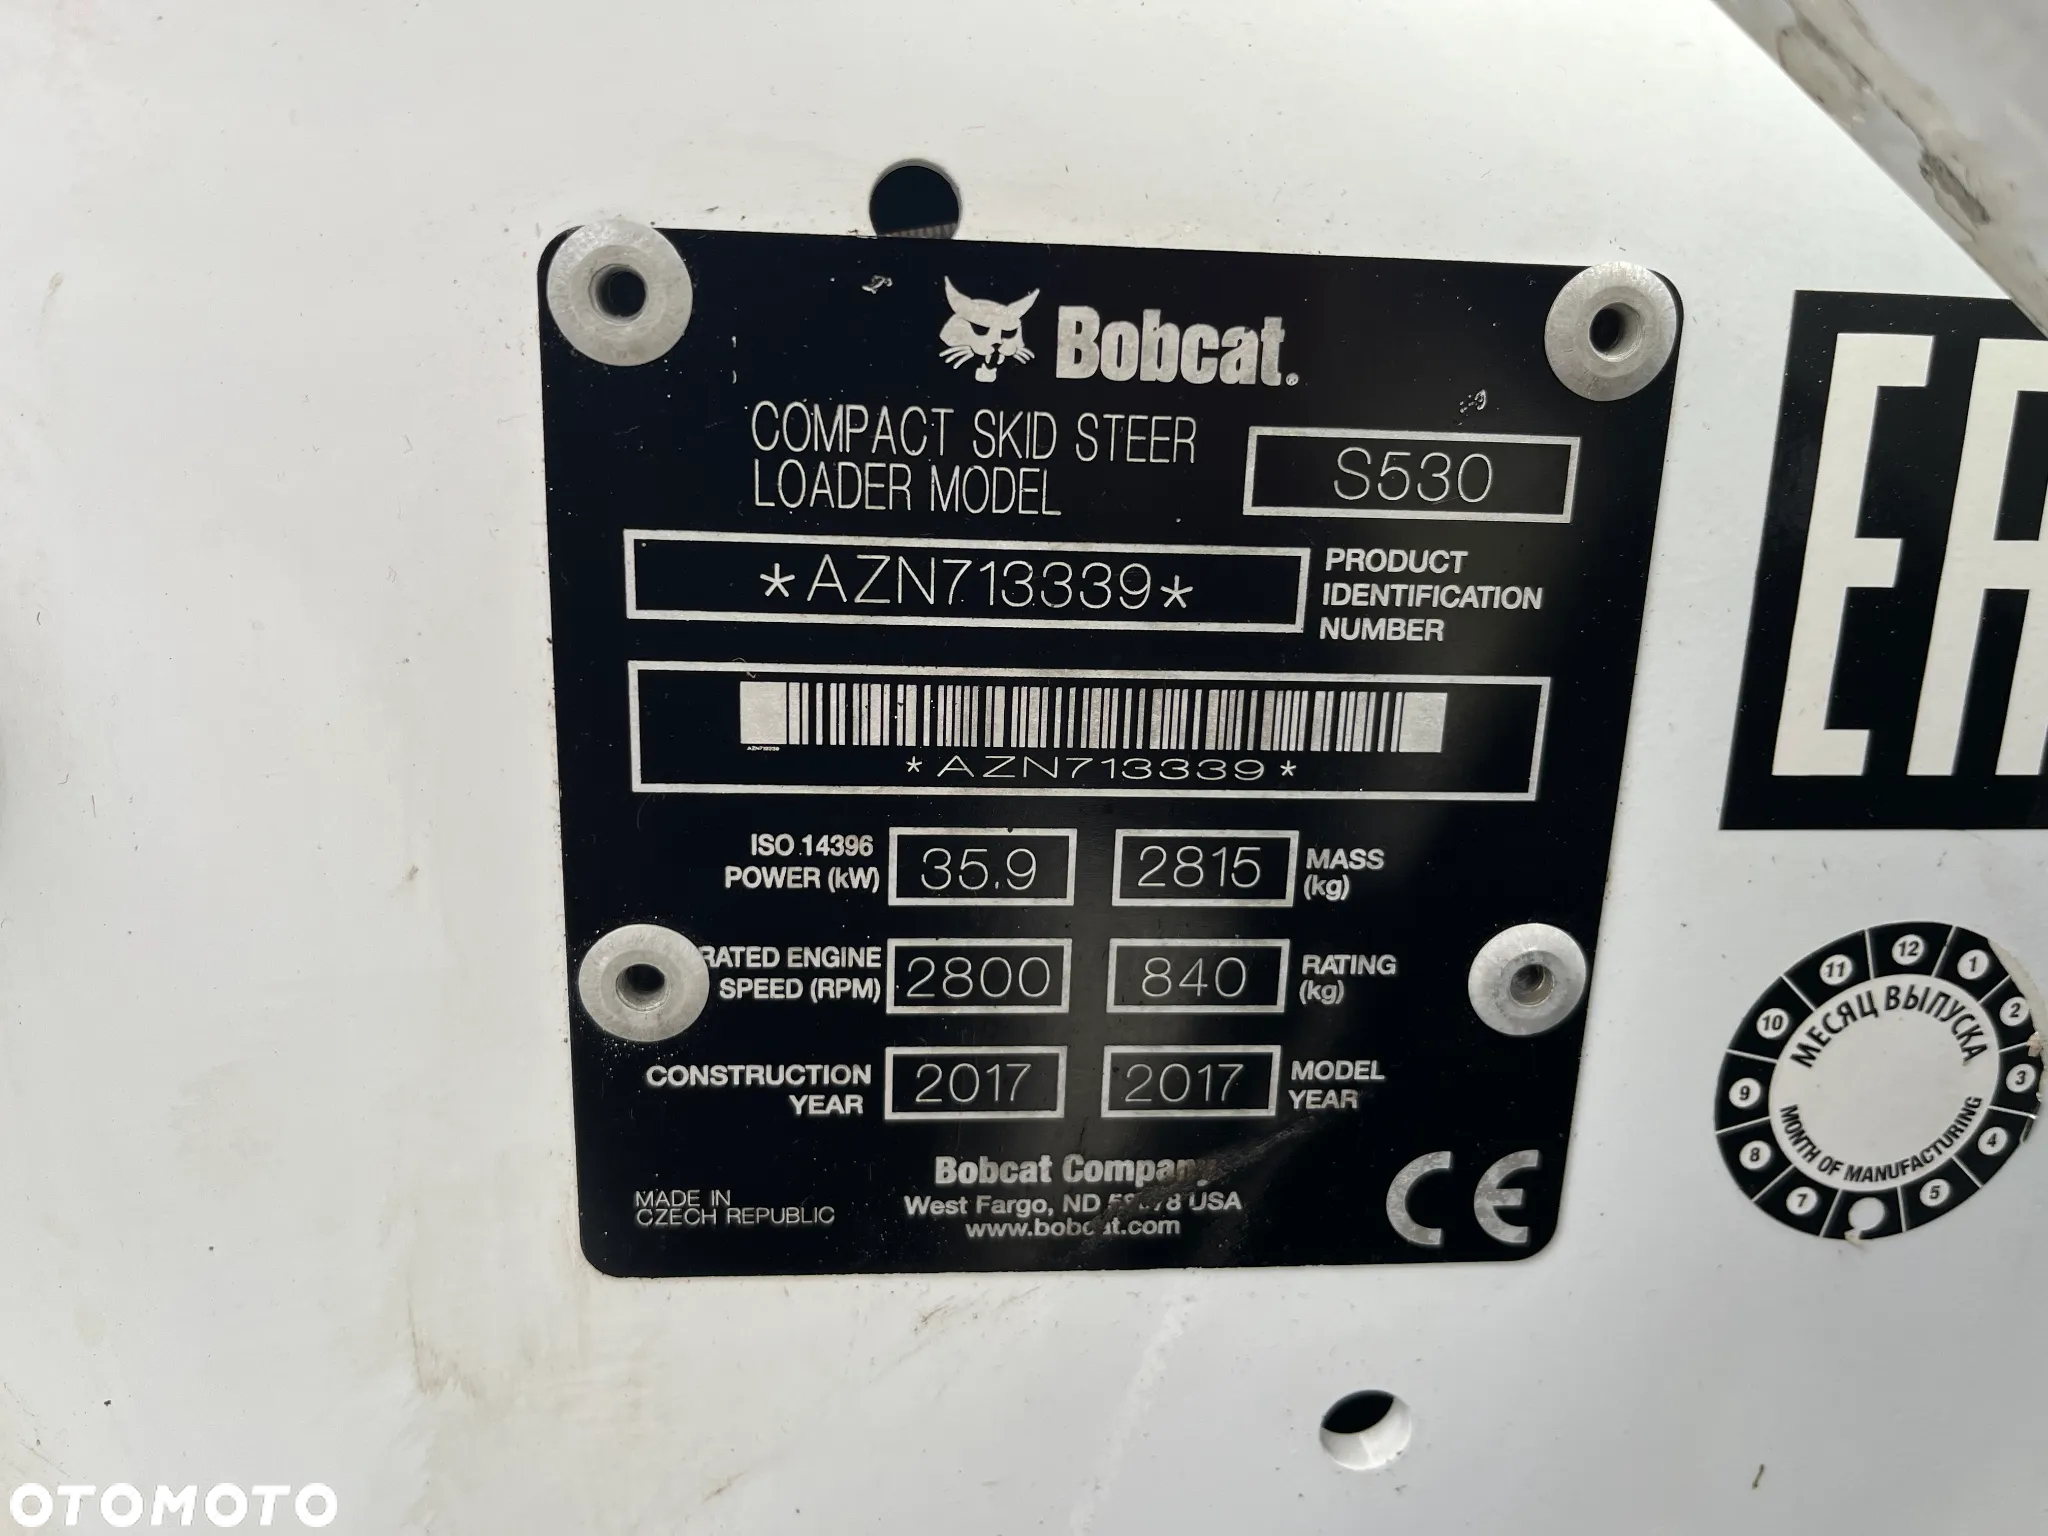 Bobcat.
COMPACT SKID STEER
LOADER MODEL
S530
*AZN713339*
PRODUCT
IDENTIFICATION
NUMBER
AZN713339
*AZN713339*
ISO 14396
POWER (kW)
35.9
2815
MASS
(kg)
RATED ENGINE
SPEED (RPM)
2800
840
RATING
(kg)
CONSTRUCTION
YEAR
2017
2017
MODEL
YEAR
MADE IN
CZECH REPUBLIC
Bobcat Company
West Fargo, ND USA
www.bobcat.com
CE
EA
12
1
2
3
4
5
7
8
9
10
11
МЕСЯЦ ВЫПУСКА
MONTH OF MANUFACTURING
OTOMOTO